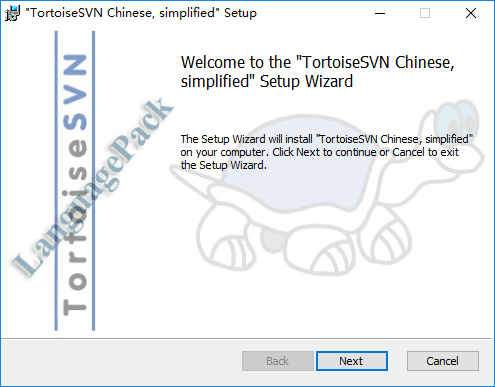 "TortoiseSVN Chinese, simplified" Setup
Welcome to the "TortoiseSVN Chinese,
simplified" Setup Wizard
The Setup Wizard will install "TortoiseSVN Chinese, simplified"
on your computer. Click Next to continue or Cancel to exit
the Setup Wizard.
TortoiseSVN
LanguagePack
Back
Next
Cancel